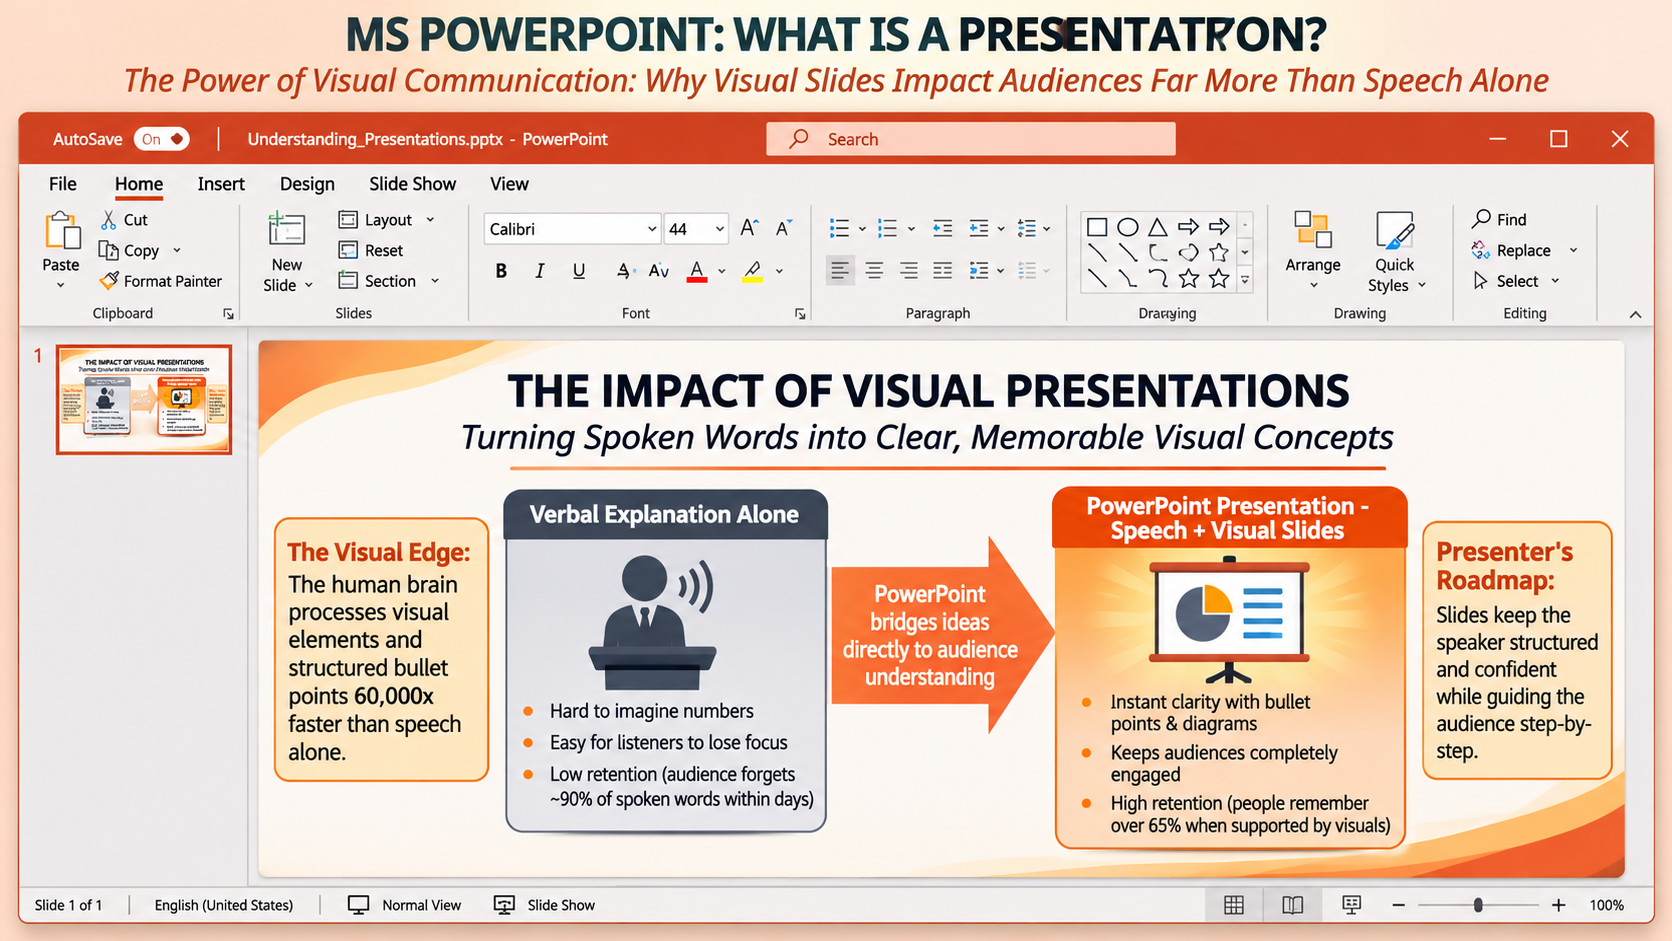 MS POWERPOINT: WHAT IS A PRESENTATION?
The Power of Visual Communication: Why Visual Slides Impact Audiences Far More Than Speech Alone
AutoSave On Understanding_Presentations.pptx - PowerPoint Search
File Home Insert Design Slide Show View
Paste Cut Copy Format Painter
Clipboard
New Slide Layout Reset Section
Slides
Calibri 44
B I U A Av A
Font
Paragraph
Drawing
Arrange Quick Styles
Drawing
Find
Replace
Select
Editing
1
THE IMPACT OF VISUAL PRESENTATIONS
THE IMPACT OF VISUAL PRESENTATIONS
Turning Spoken Words into Clear, Memorable Visual Concepts
The Visual Edge:
The human brain
processes visual
elements and
structured bullet
points 60,000x
faster than speech
alone.
Verbal Explanation Alone
Hard to imagine numbers
Easy for listeners to lose focus
Low retention (audience forgets
~90% of spoken words within days)
PowerPoint
bridges ideas
directly to audience
understanding
PowerPoint Presentation -
Speech + Visual Slides
Instant clarity with bullet
points & diagrams
Keeps audiences completely
engaged
High retention (people remember
over 65% when supported by visuals)
Presenter's
Roadmap:
Slides keep the
speaker structured
and confident
while guiding the
audience step-by-
step.
Slide 1 of 1 English (United States) Normal View Slide Show 100%